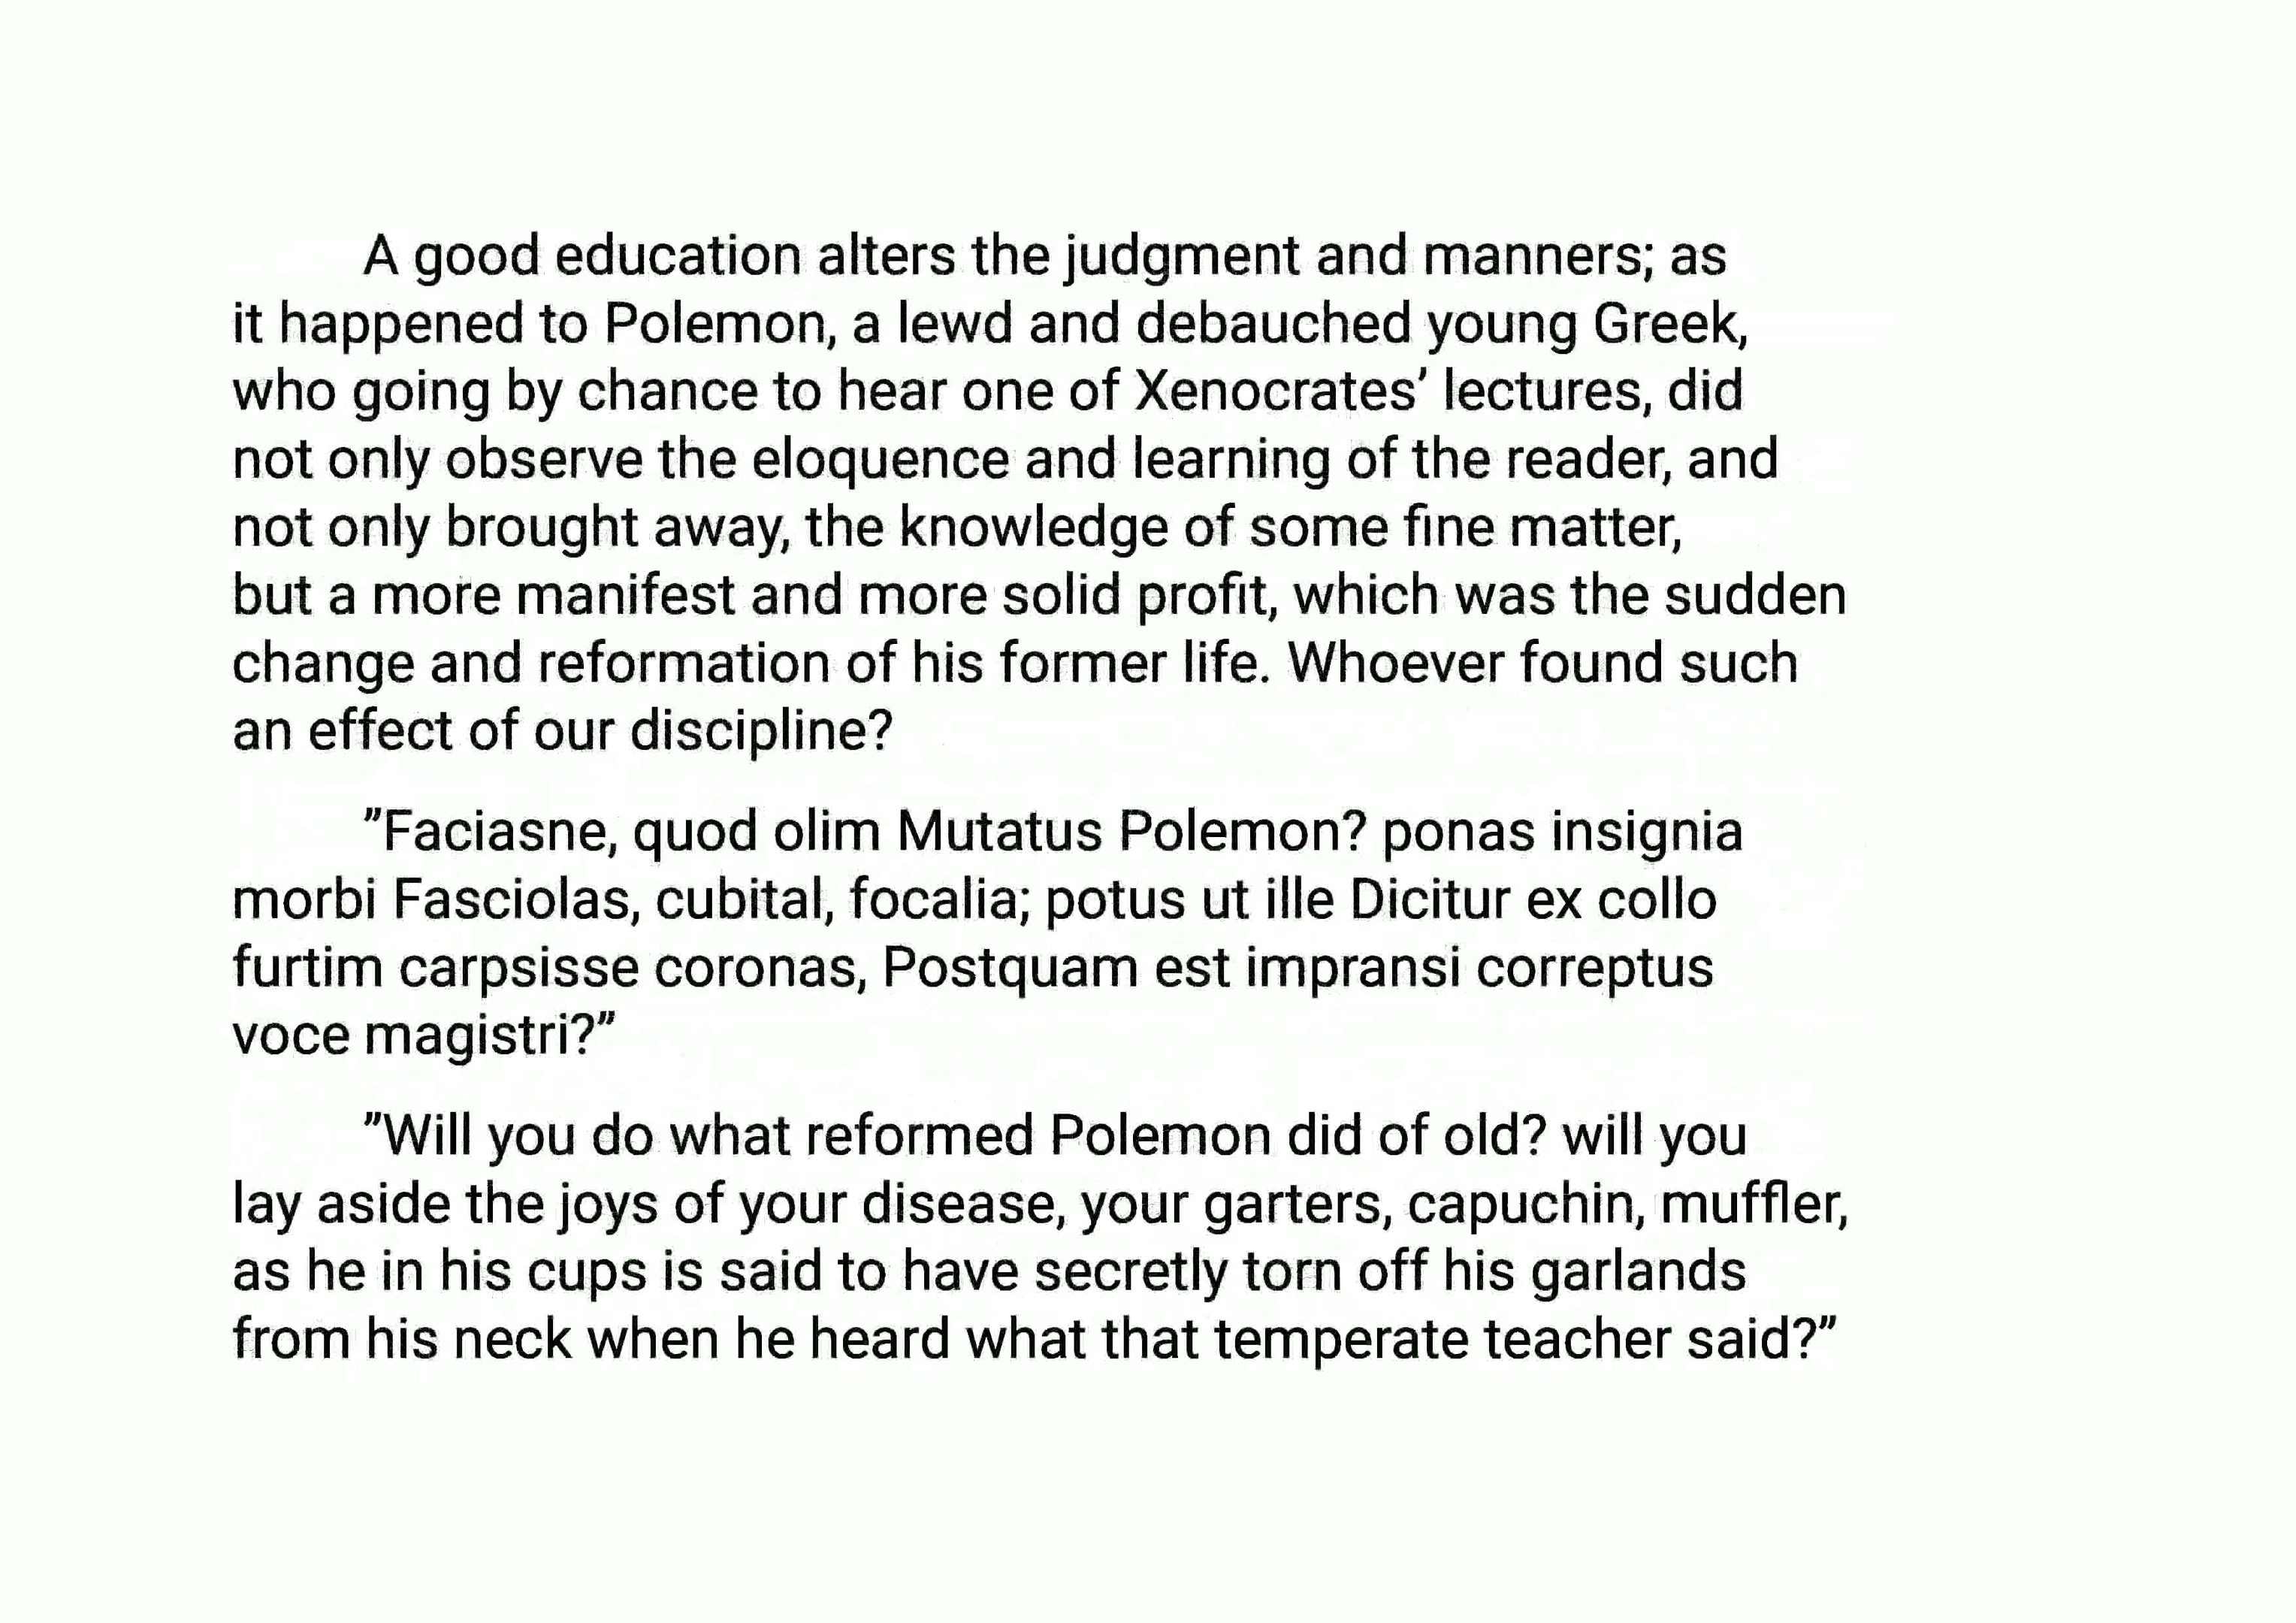 A good education alters the judgment and manners; as
it happened to Polemon, a lewd and debauched young Greek,
who going by chance to hear one of Xenocrates’ lectures, did
not only observe the eloquence and learning of the reader, and
not only brought away, the knowledge of some fine matter,
but a more manifest and more solid profit, which was the sudden
change and reformation of his former life. Whoever found such
an effect of our discipline?
”Faciasne, quod olim Mutatus Polemon? ponas insignia
morbi Fasciolas, cubital, focalia; potus ut ille Dicitur ex collo
furtim carpsisse coronas, Postquam est impransi correptus
voce magistri?”
”Will you do what reformed Polemon did of old? will you
lay aside the joys of your disease, your garters, capuchin, muffler,
as he in his cups is said to have secretly torn off his garlands
from his neck when he heard what that temperate teacher said?”